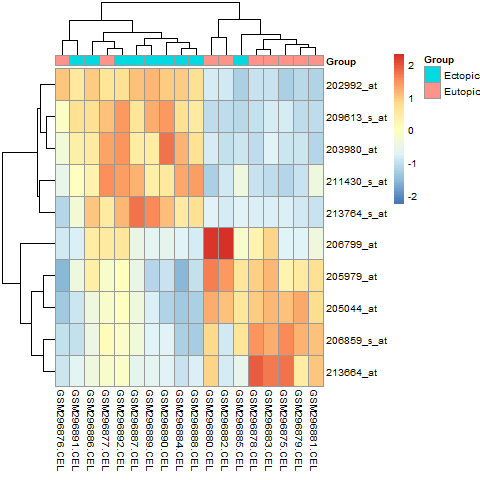 Group
202992_at
209613_s_at
203980_at
211430_s_at
213764_s_at
206799_at
205979_at
205044_at
206859_s_at
213664_at
2
1
0
-1
-2
Group
Ectopic
Eutopic
GSM296876.CEL
GSM296891.CEL
GSM296886.CEL
GSM296877.CEL
GSM296892.CEL
GSM296887.CEL
GSM296889.CEL
GSM296890.CEL
GSM296884.CEL
GSM296888.CEL
GSM296880.CEL
GSM296882.CEL
GSM296885.CEL
GSM296878.CEL
GSM296883.CEL
GSM296875.CEL
GSM296879.CEL
GSM296881.CEL